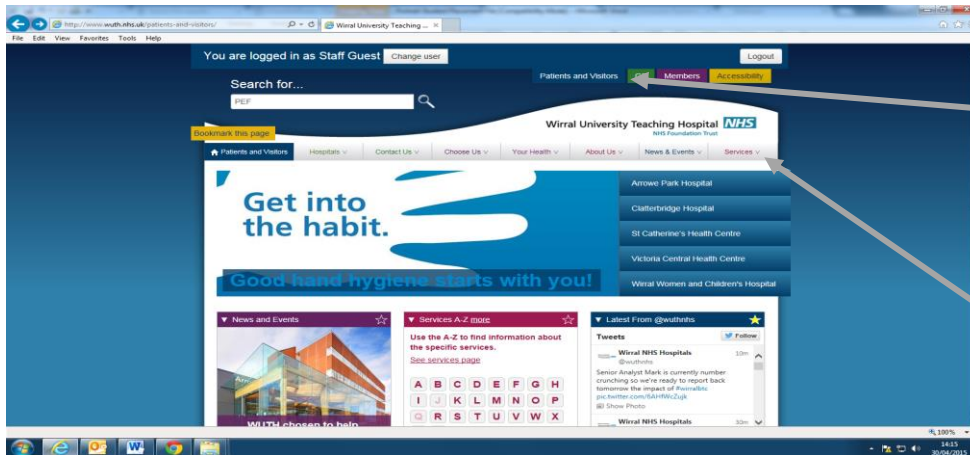 http://www.wuth.nhs.uk/patients-and-visitors/
Wirral University Teaching ...
File Edit View Favorites Tools Help
You are logged in as Staff Guest Change user Logout
Patients and Visitors Members Accessibility
Search for...
PEF
Wirral University Teaching Hospital NHS
NHS Foundation Trust
Bookmark this page
Patients and Visitors Hospitals Contact Us Choose Us Your Health About Us News & Events Services
Get into
the habit.
Good hand hygiene starts with you!
Arrowe Park Hospital
Clatterbridge Hospital
St Catherine's Health Centre
Victoria Central Health Centre
Wirral Women and Children's Hospital
News and Events
WUTH chosen to help
Services A-Z more
Use the A-Z to find information about
the specific services.
See services page
A B C D E F G H
I J K L M N O P
Q R S T U V W X
Latest From @wuthnhs
Tweets Follow
Wirral NHS Hospitals 10m
@wuthnhs
Senior Analyst Mark is currently number
crunching so we're ready to report back
tomorrow the impact of #wirralbts
pic.twitter.com/6AHfWcZujk
Show Photo
Wirral NHS Hospitals
100%
14:15
30/04/2015